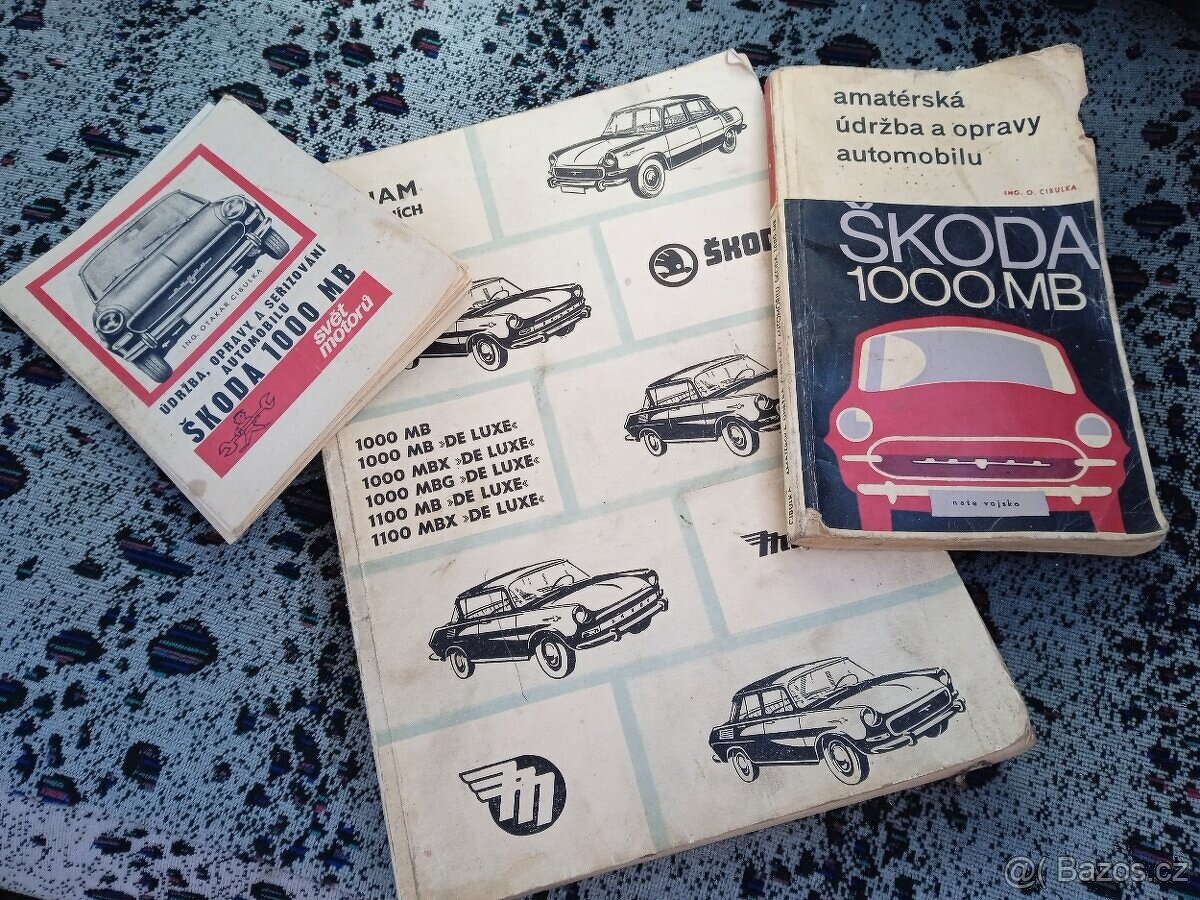 ING. OTAKAR CIBULKA
ÚDRŽBA, OPRAVY A SEŘIZOVÁNÍ
AUTOMOBILU
ŠKODA 1000 MB
svět
motorů
ŠKOD
1000 MB
1000 MB »DE LUXE«
1000 MBX »DE LUXE«
1000 MBG »DE LUXE«
1100 MB »DE LUXE«
1100 MBX »DE LUXE«
amatérská
údržba a opravy
automobilu
ING. O. CIBULKA
ŠKODA
1000 MB
naše vojsko
CIBULKA
@( Bazos.cz